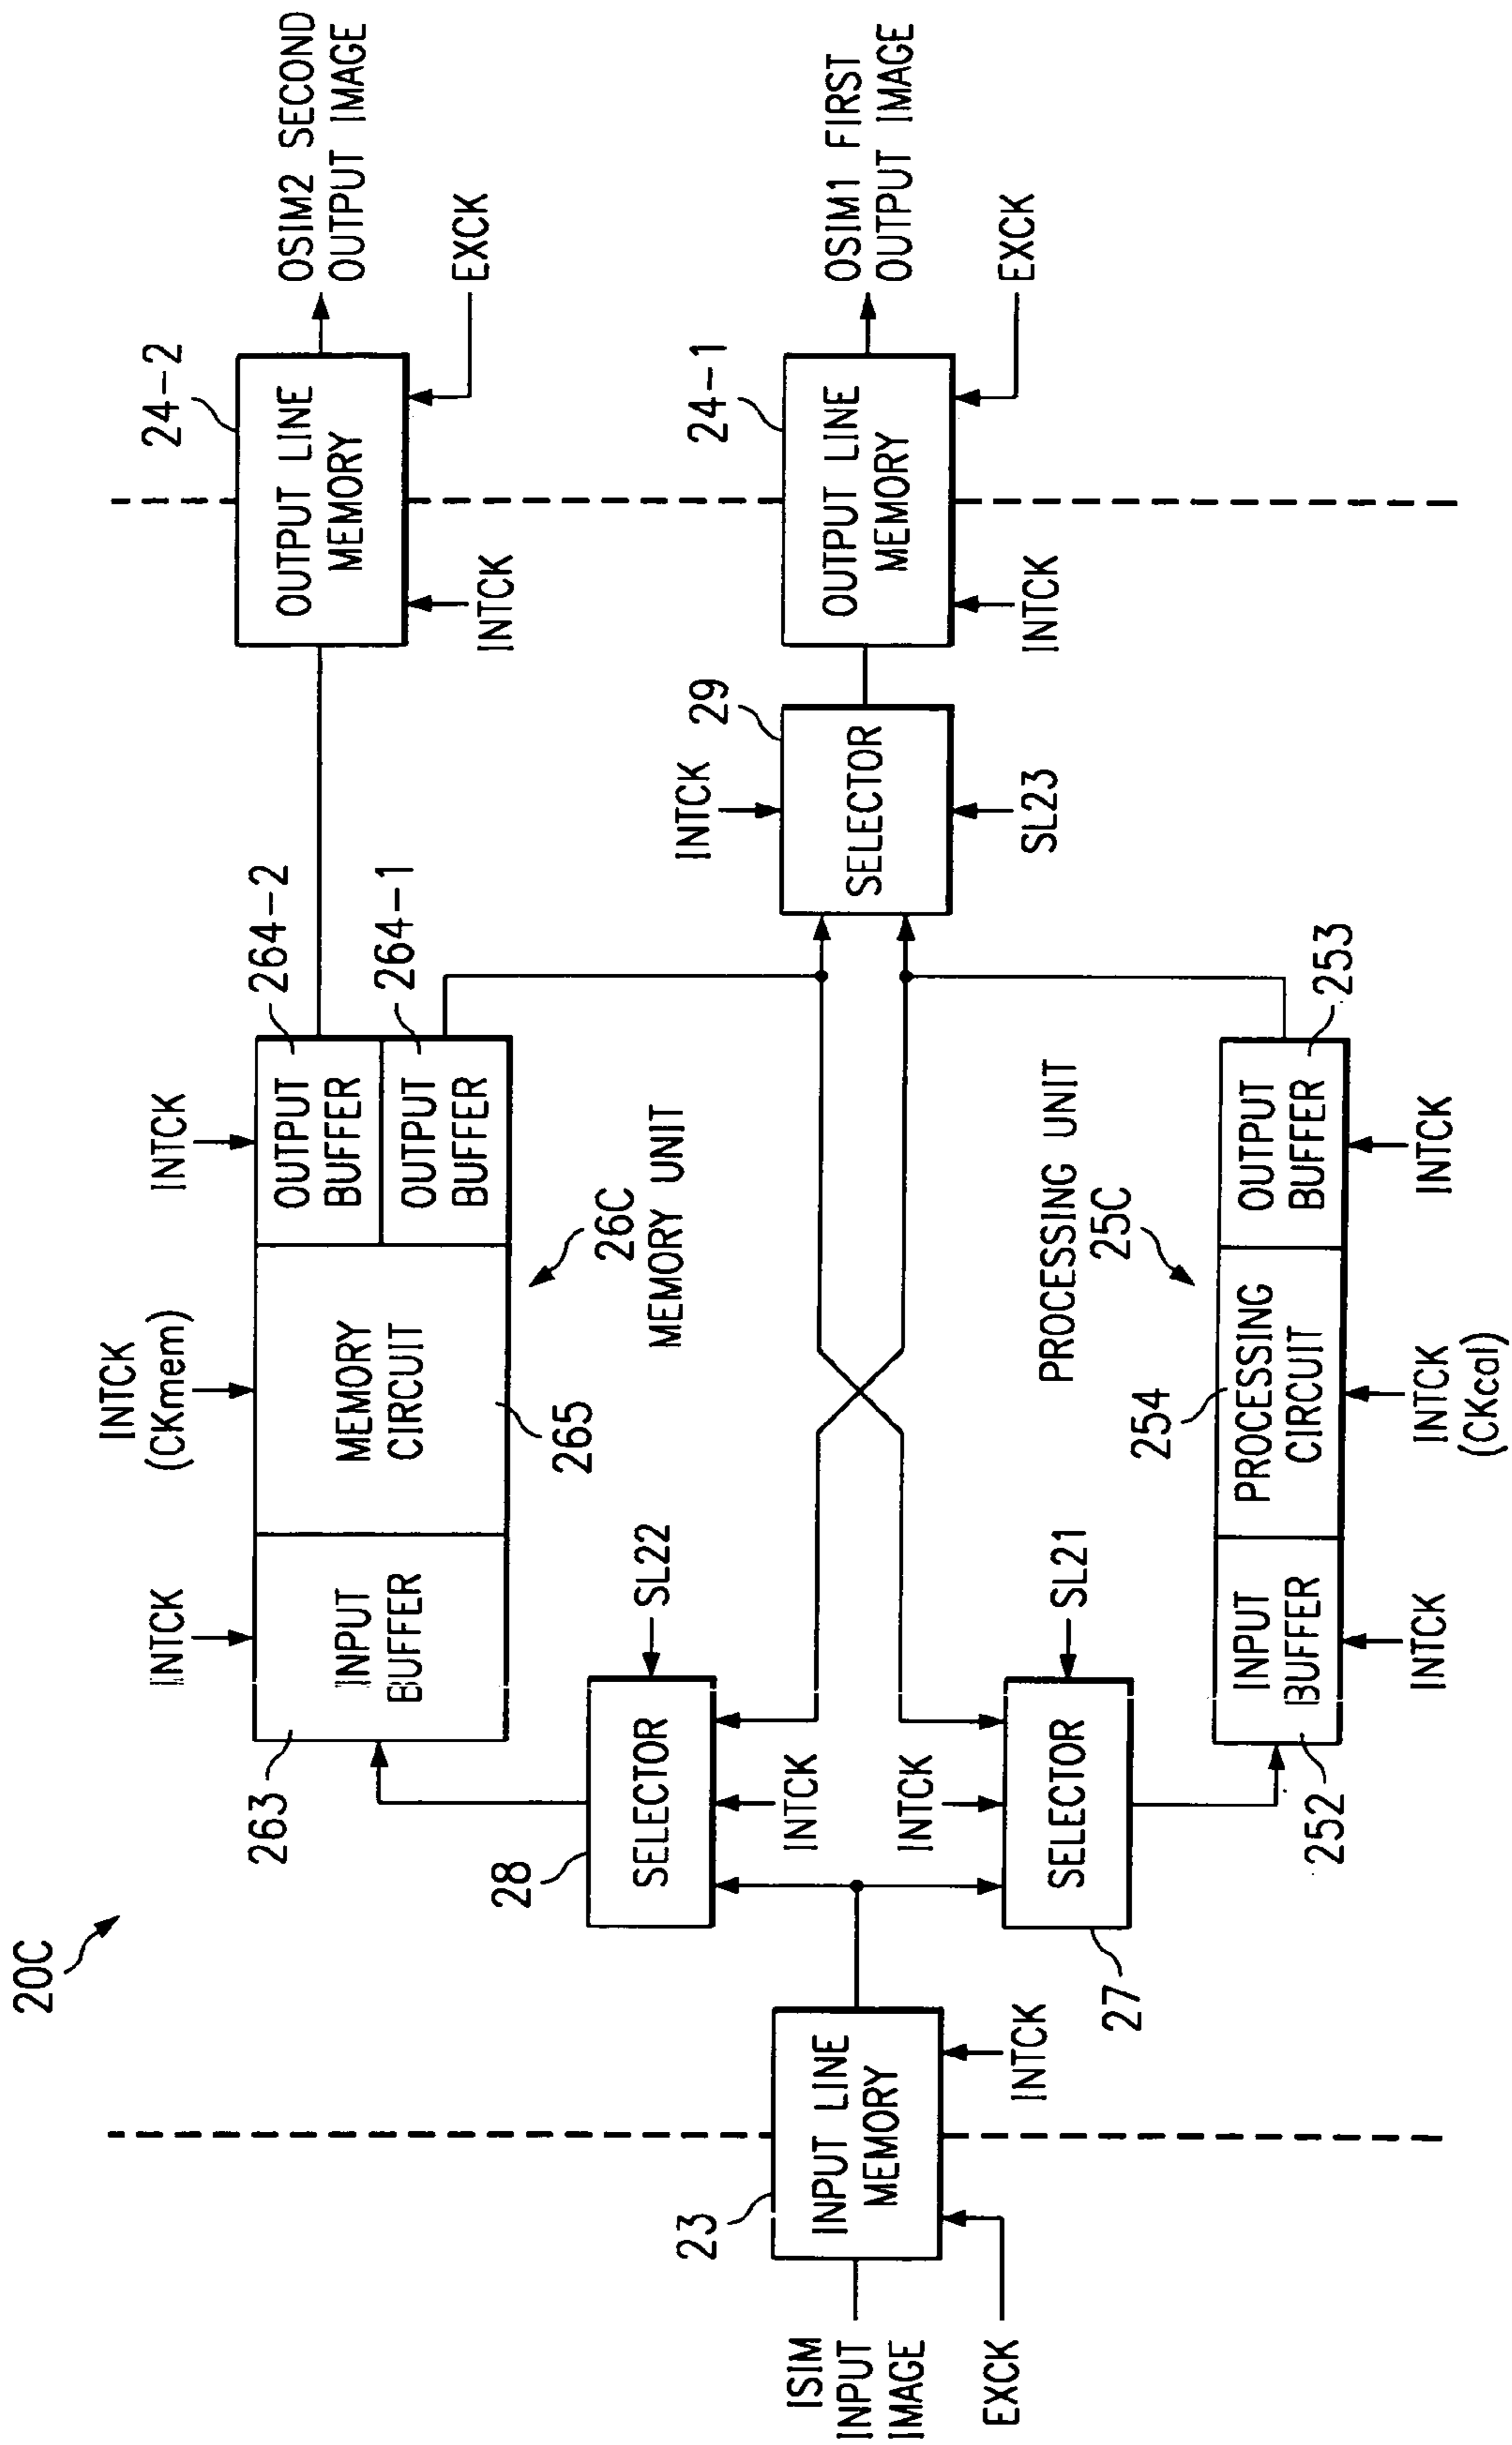 20C
ISIM
INPUT
IMAGE
EXCK
23
INPUT LINE
MEMORY
INTCK
28
SELECTOR
SL22
INTCK
27
SELECTOR
SL21
INTCK
263
INPUT
BUFFER
INTCK
MEMORY
CIRCUIT
265
INTCK
(CKmem)
OUTPUT
BUFFER
264-2
OUTPUT
BUFFER
264-1
INTCK
26C
MEMORY UNIT
PROCESSING UNIT
25C
252
INPUT
BUFFER
INTCK
254
PROCESSING
CIRCUIT
INTCK
(CKcal)
OUTPUT
BUFFER
253
INTCK
29
SELECTOR
INTCK
SL23
24-2
OUTPUT LINE
MEMORY
INTCK
EXCK
OSIM2 SECOND
OUTPUT IMAGE
24-1
OUTPUT LINE
MEMORY
INTCK
EXCK
OSIM1 FIRST
OUTPUT IMAGE